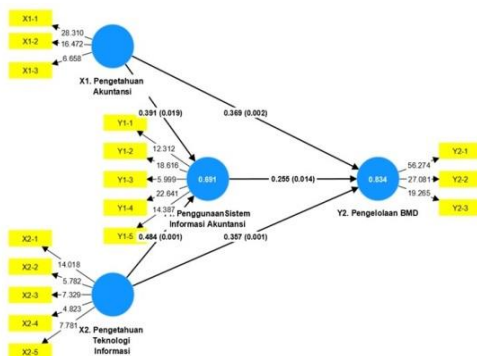 X1-1
28.310
X1-2
16.472
X1-3
6.658
X1. Pengetahuan
Akuntansi
0.391 (0.019)
0.369 (0.002)
Y1-1
12.312
Y1-2
18.616
Y1-3
5.999
Y1-4
22.641
Y1-5
14.387
0.691
Penggunaan Sistem
Informasi Akuntansi
0.255 (0.014)
0.834
Y2. Pengelolaan BMD
56.274
Y2-1
27.081
Y2-2
19.265
Y2-3
0.484 (0.001)
0.357 (0.001)
X2-1
14.018
X2-2
5.782
X2-3
7.329
X2-4
4.823
X2-5
7.781
X2. Pengetahuan
Teknologi
Informasi